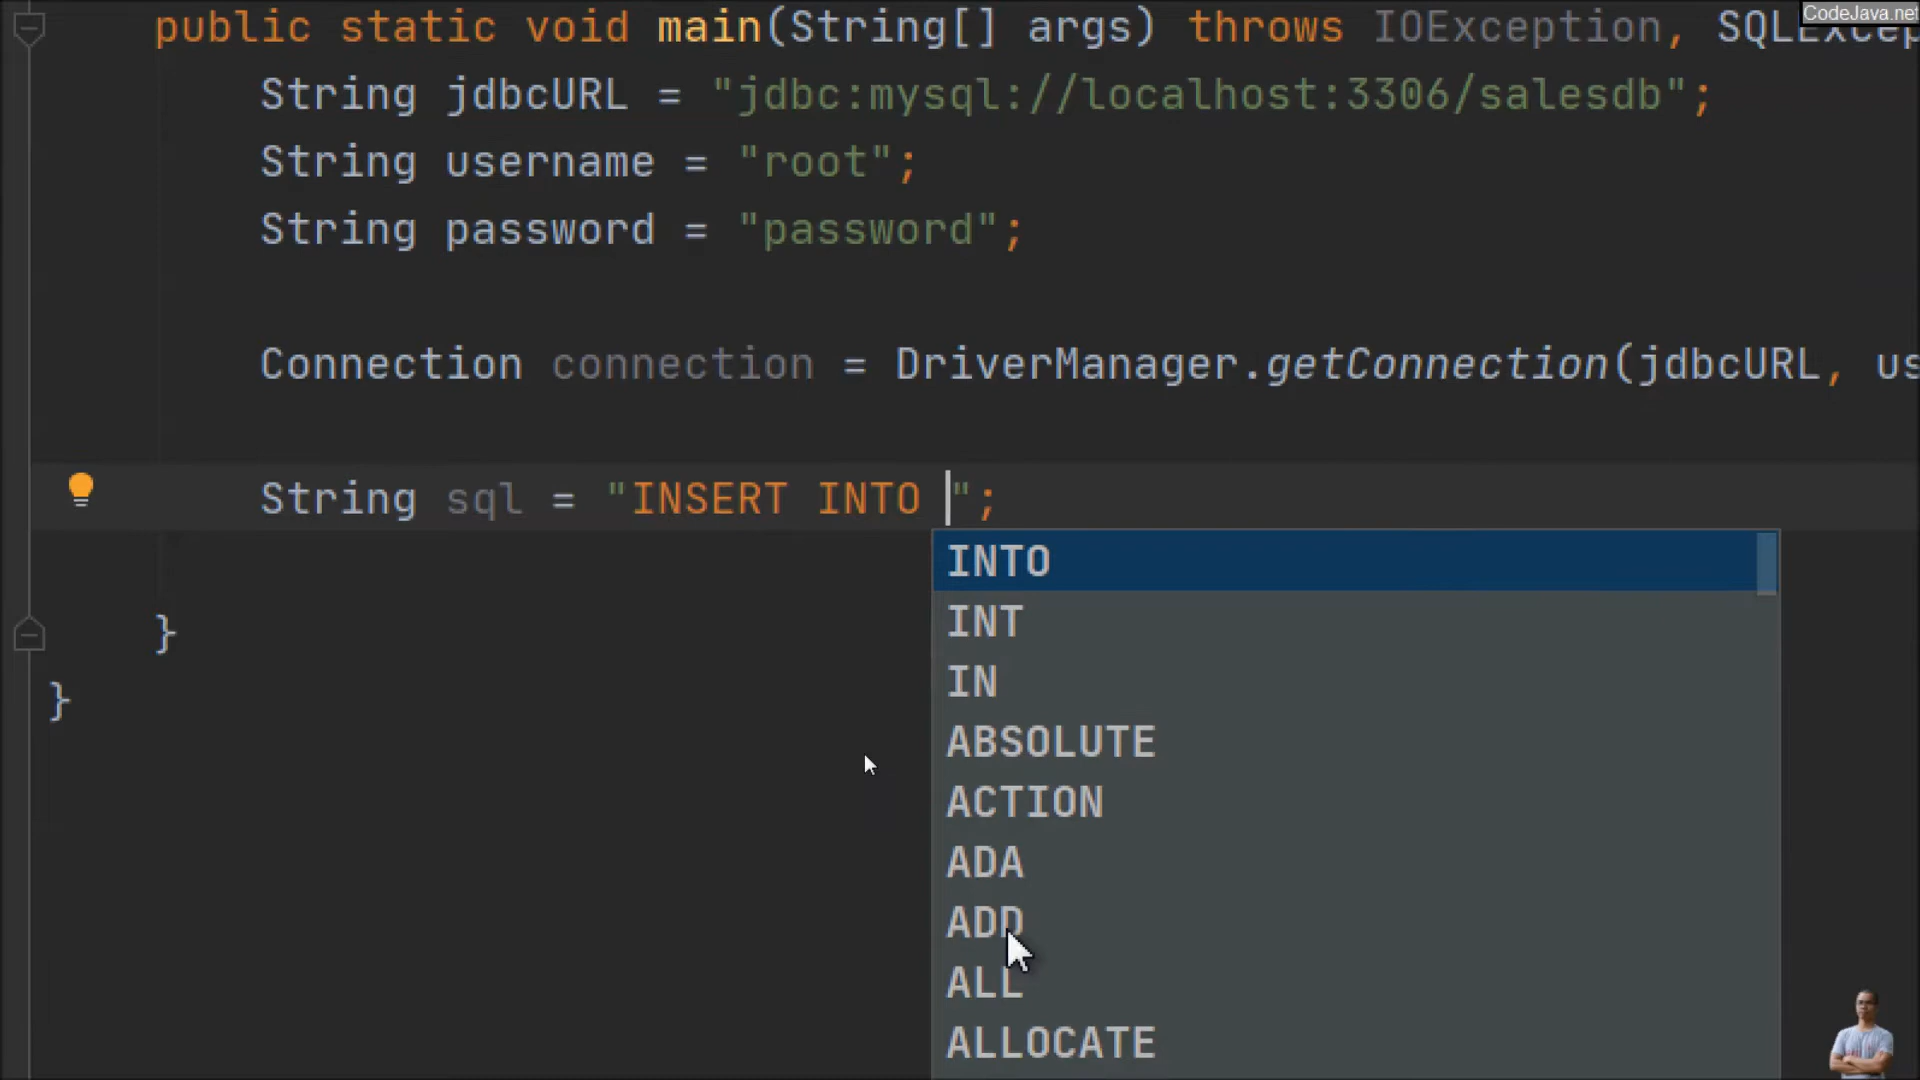 CodeJava.net
public static void main(String[] args) throws IOException, SQLExcep
String jdbcURL = "jdbc:mysql://localhost:3306/salesdb";
String username = "root";
String password = "password";
Connection connection = DriverManager.getConnection(jdbcURL, us
String sql = "INSERT INTO ";
INTO
INT
IN
ABSOLUTE
ACTION
ADA
ADD
ALL
ALLOCATE
}
}